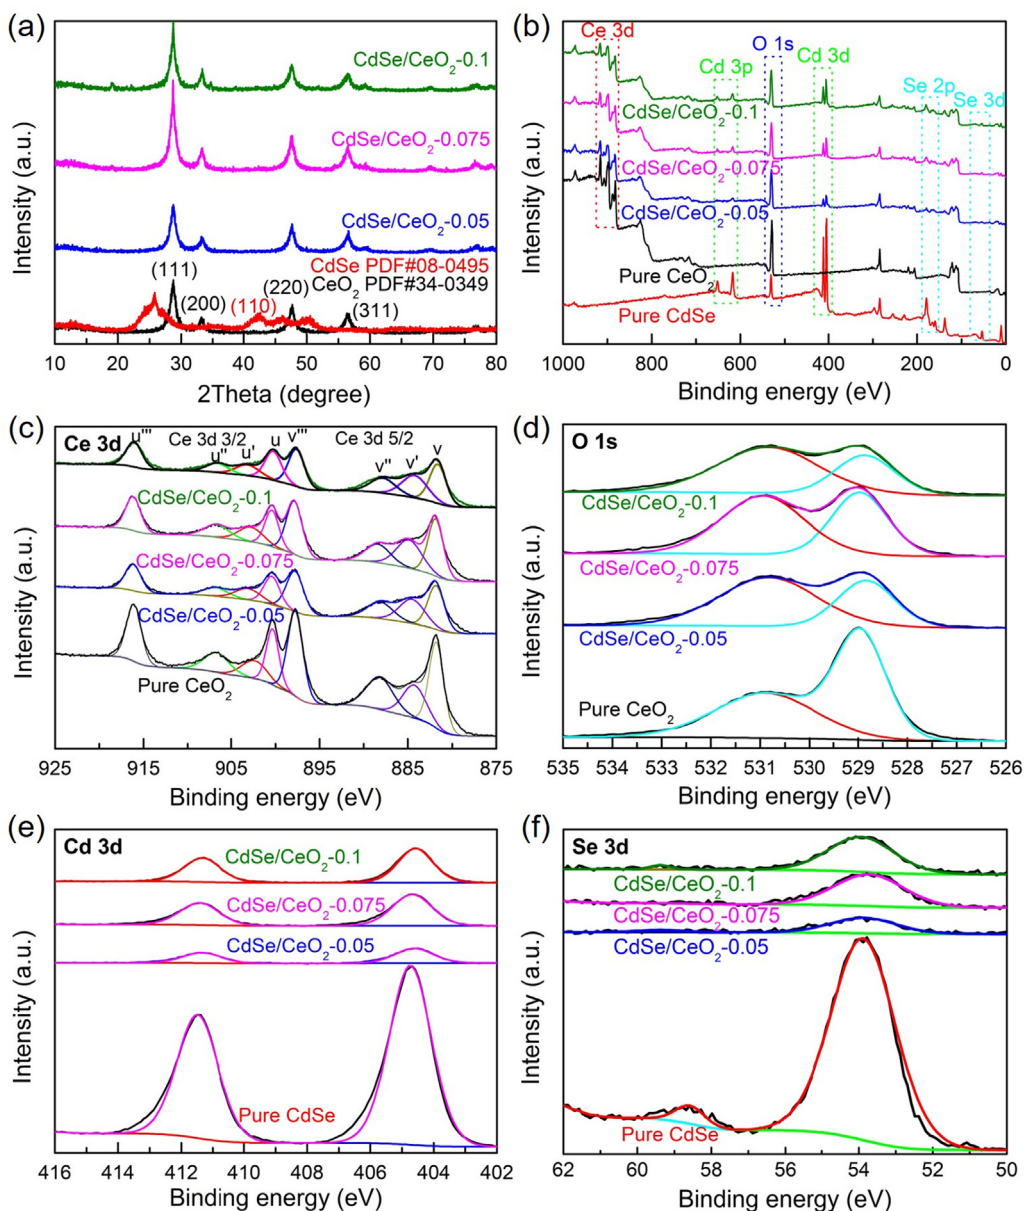 (a)
CdSe/CeO₂-0.1
CdSe/CeO₂-0.075
CdSe/CeO₂-0.05
CdSe PDF#08-0495
CeO₂ PDF#34-0349
(111)
(200)
(110)
(220)
(311)
Intensity (a.u.)
10 20 30 40 50 60 70 80
2Theta (degree)
(b)
Ce 3d
O 1s
Cd 3p
Cd 3d
Se 2p
Se 3d
CdSe/CeO₂-0.1
CdSe/CeO₂-0.075
CdSe/CeO₂-0.05
Pure CeO₂
Pure CdSe
Intensity (a.u.)
1000 800 600 400 200 0
Binding energy (eV)
(c)
Ce 3d
u''' Ce 3d 3/2 u v''' Ce 3d 5/2 v
u'' u' v'' v'
CdSe/CeO₂-0.1
CdSe/CeO₂-0.075
CdSe/CeO₂-0.05
Pure CeO₂
Intensity (a.u.)
925 915 905 895 885 875
Binding energy (eV)
(d)
O 1s
CdSe/CeO₂-0.1
CdSe/CeO₂-0.075
CdSe/CeO₂-0.05
Pure CeO₂
Intensity (a.u.)
535 534 533 532 531 530 529 528 527 526
Binding energy (eV)
(e)
Cd 3d
CdSe/CeO₂-0.1
CdSe/CeO₂-0.075
CdSe/CeO₂-0.05
Pure CdSe
Intensity (a.u.)
416 414 412 410 408 406 404 402
Binding energy (eV)
(f)
Se 3d
CdSe/CeO₂-0.1
CdSe/CeO₂-0.075
CdSe/CeO₂-0.05
Pure CdSe
Intensity (a.u.)
62 60 58 56 54 52 50
Binding energy (eV)